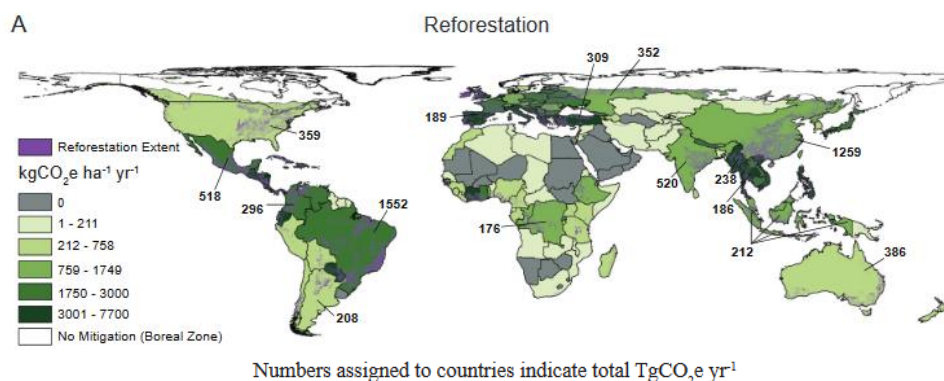 A
Reforestation
309
352
189
359
Reforestation Extent
kgCO₂e ha⁻¹ yr⁻¹
0
1 - 211
212 - 758
759 - 1749
1750 - 3000
3001 - 7700
No Mitigation (Boreal Zone)
518
296
1552
208
176
520
238
186
1259
212
386
Numbers assigned to countries indicate total TgCO₂e yr⁻¹